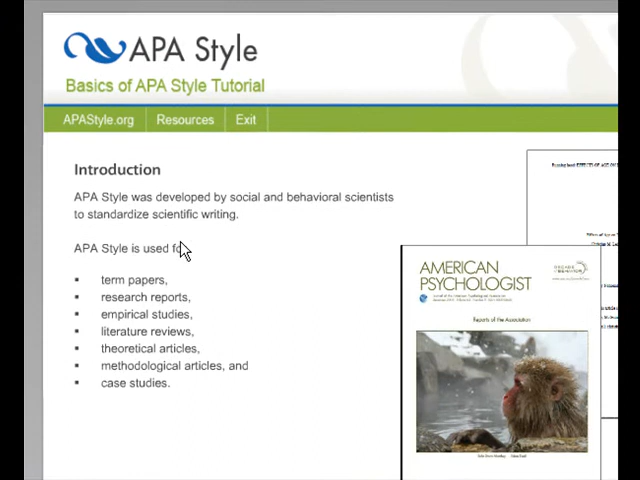 APA Style
Basics of APA Style Tutorial
APAStyle.org
Resources
Exit
Introduction
APA Style was developed by social and behavioral scientists
to standardize scientific writing.
APA Style is used
term papers,
research reports,
empirical studies,
literature reviews,
theoretical articles,
methodological articles, and
case studies.
AMERICAN
PSYCHOLOGIST
Reports of the Association